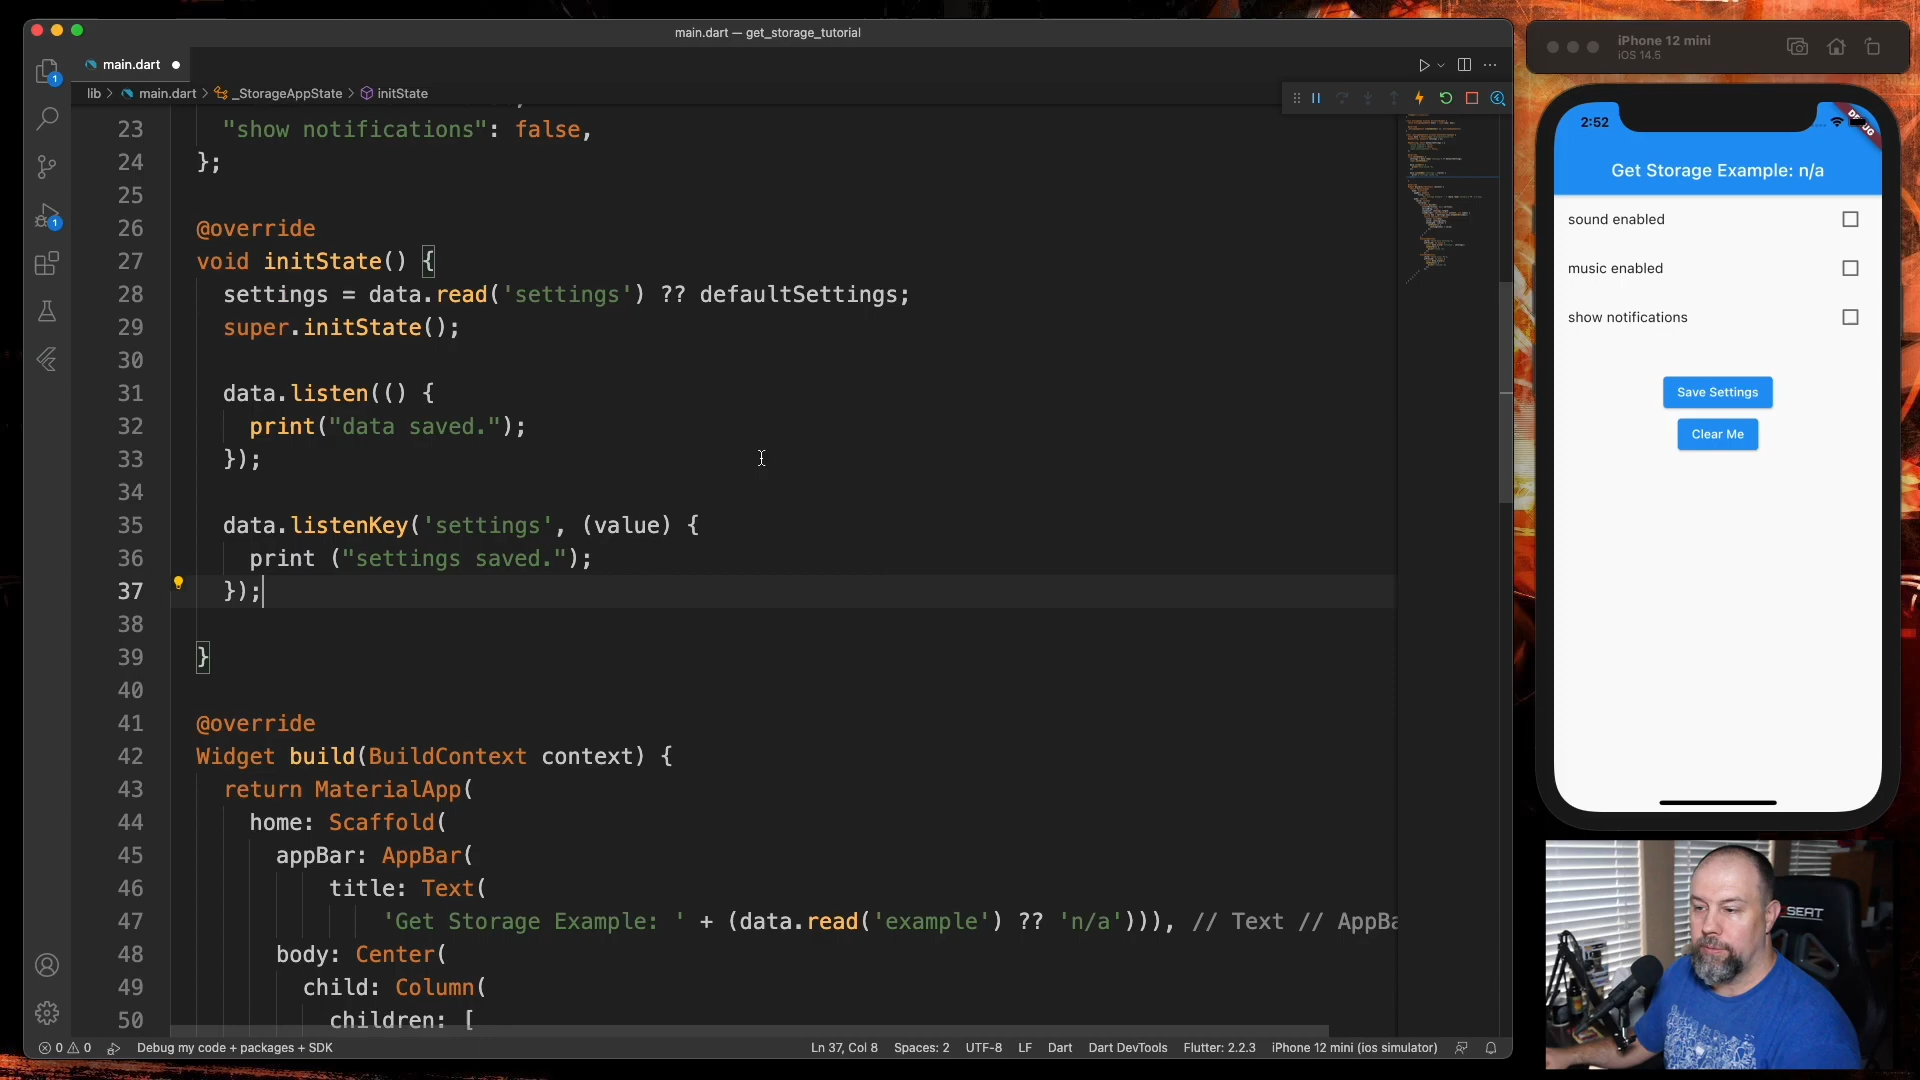 main.dart — get_storage_tutorial
main.dart
lib > main.dart > _StorageAppState > initState
23 "show notifications": false,
24 };
25
26 @override
27 void initState() {
28 settings = data.read('settings') ?? defaultSettings;
29 super.initState();
30
31 data.listen(() {
32 print("data saved.");
33 });
34
35 data.listenKey('settings', (value) {
36 print ("settings saved.");
37 });
38
39 }
40
41 @override
42 Widget build(BuildContext context) {
43 return MaterialApp(
44 home: Scaffold(
45 appBar: AppBar(
46 title: Text(
47 'Get Storage Example: ' + (data.read('example') ?? 'n/a'))), // Text // AppBa
48 body: Center(
49 child: Column(
50 children: [
1
1
0 0 Debug my code + packages + SDK
Ln 37, Col 8 Spaces: 2 UTF-8 LF Dart Dart DevTools Flutter: 2.2.3 iPhone 12 mini (ios simulator)
iPhone 12 mini
iOS 14.5
2:52
DEBUG
Get Storage Example: n/a
sound enabled
music enabled
show notifications
Save Settings
Clear Me
SEAT